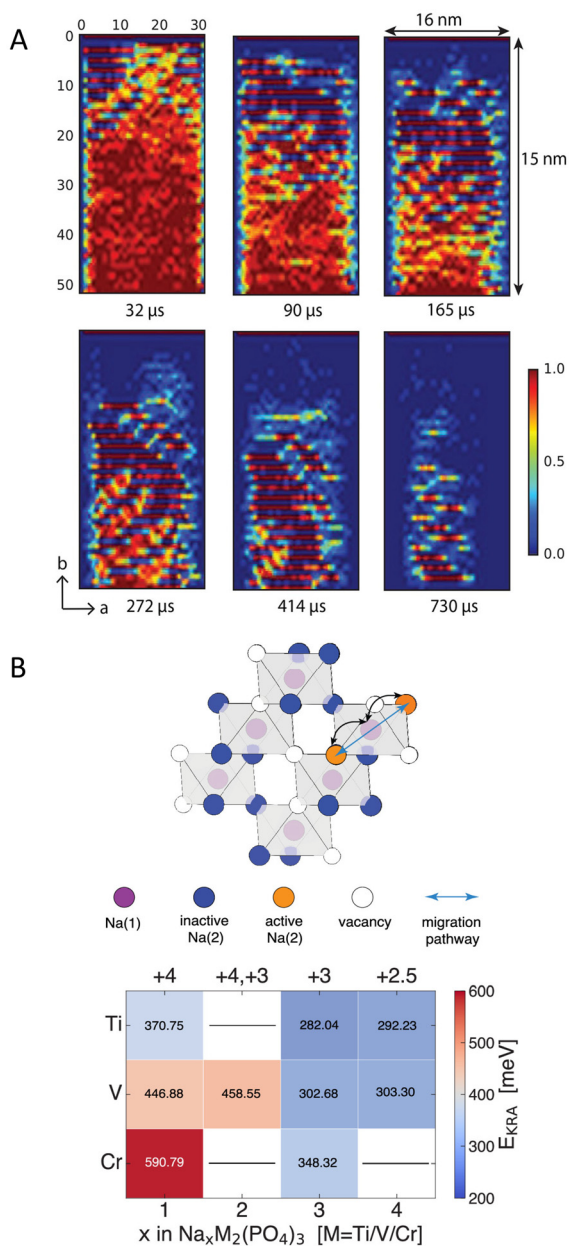 A
0 10 20 30
16 nm
0
10
20
30
40
50
15 nm
32 μs
90 μs
165 μs
1.0
0.5
0.0
b
a
272 μs
414 μs
730 μs
B
Na(1)
inactive Na(2)
active Na(2)
vacancy
migration pathway
+4 +4,+3 +3 +2.5
Ti 370.75 282.04 292.23
V 446.88 458.55 302.68 303.30
Cr 590.79 348.32
1 2 3 4
x in NaₓM₂(PO₄)₃ [M=Ti/V/Cr]
600
500
400
300
200
E_KRA [meV]